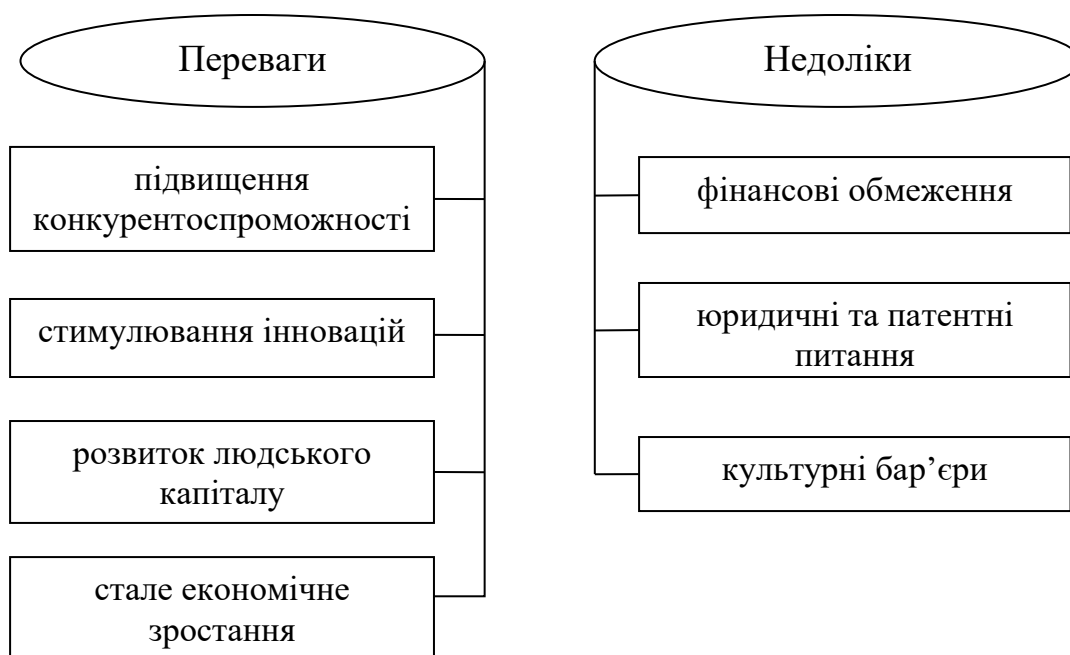 Переваги
підвищення
конкурентоспроможності
стимулювання інновацій
розвиток людського
капіталу
стале економічне
зростання
Недоліки
фінансові обмеження
юридичні та патентні
питання
культурні бар’єри